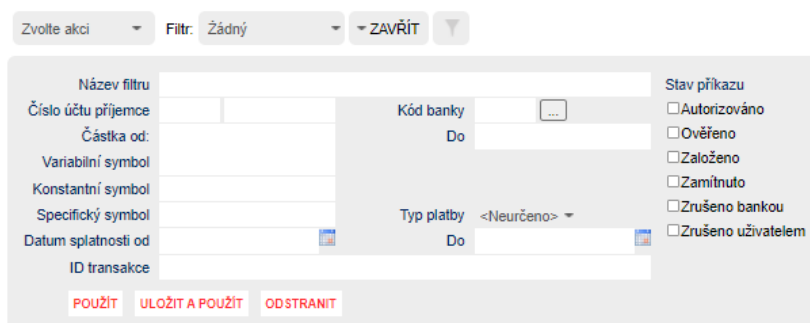 Zvolte akci Filtr: Žádný ZAVŘÍT
Název filtru Stav příkazu
Číslo účtu příjemce Kód banky ... Autorizováno
Částka od: Do Ověřeno
Variabilní symbol Založeno
Konstantní symbol Zamítnuto
Specifický symbol Typ platby <Neurčeno> Zrušeno bankou
Datum splatnosti od Do Zrušeno uživatelem
ID transakce
POUŽÍT ULOŽIT A POUŽÍT ODSTRANIT